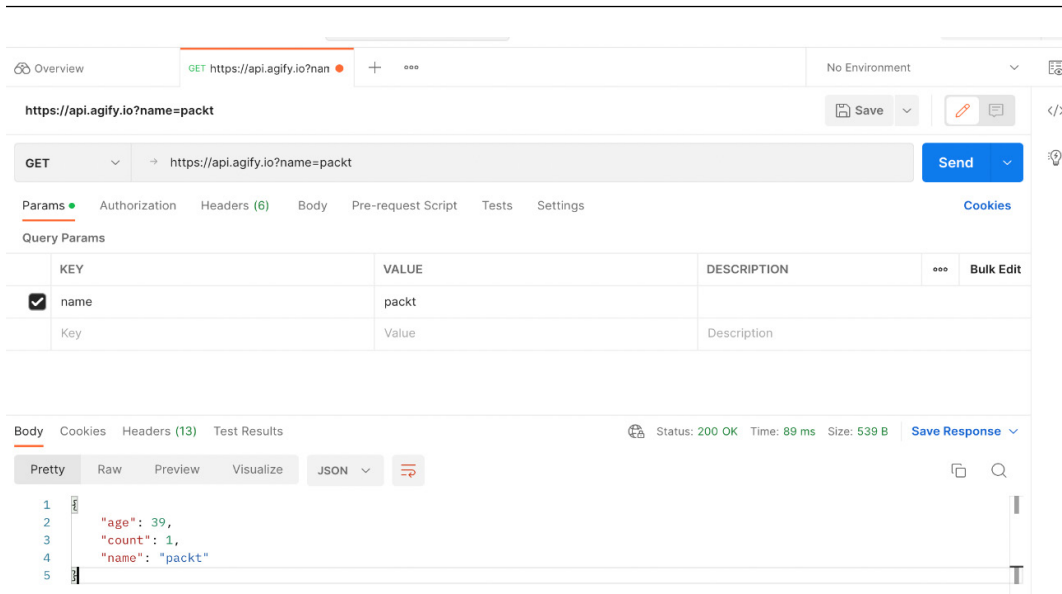 Overview GET https://api.agify.io?nam No Environment
https://api.agify.io?name=packt Save
GET https://api.agify.io?name=packt Send
Params Authorization Headers (6) Body Pre-request Script Tests Settings Cookies
Query Params
KEY VALUE DESCRIPTION Bulk Edit
name packt
Key Value Description
Body Cookies Headers (13) Test Results Status: 200 OK Time: 89 ms Size: 539 B Save Response
Pretty Raw Preview Visualize JSON
1 {
2 "age": 39,
3 "count": 1,
4 "name": "packt"
5 }